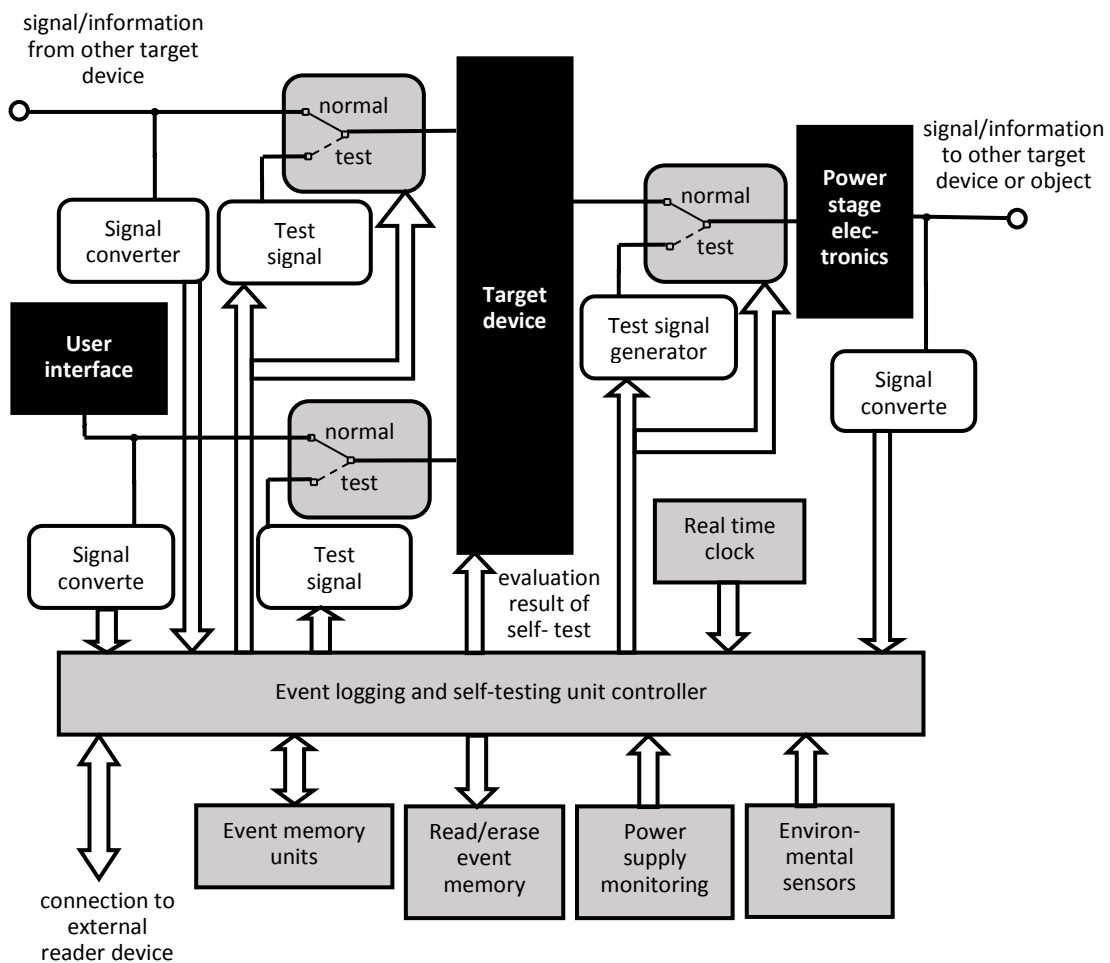 signal/information
from other target
device
normal
test
Signal
converter
Test
signal
User
interface
Target
device
normal
test
Test signal
generator
Power
stage
elec-
tronics
signal/information
to other target
device or object
Signal
converte
normal
test
Signal
converte
Test
signal
evaluation
result of
self- test
Real time
clock
Event logging and self-testing unit controller
Event memory
units
Read/erase
event
memory
Power
supply
monitoring
Environ-
mental
sensors
connection to
external
reader device